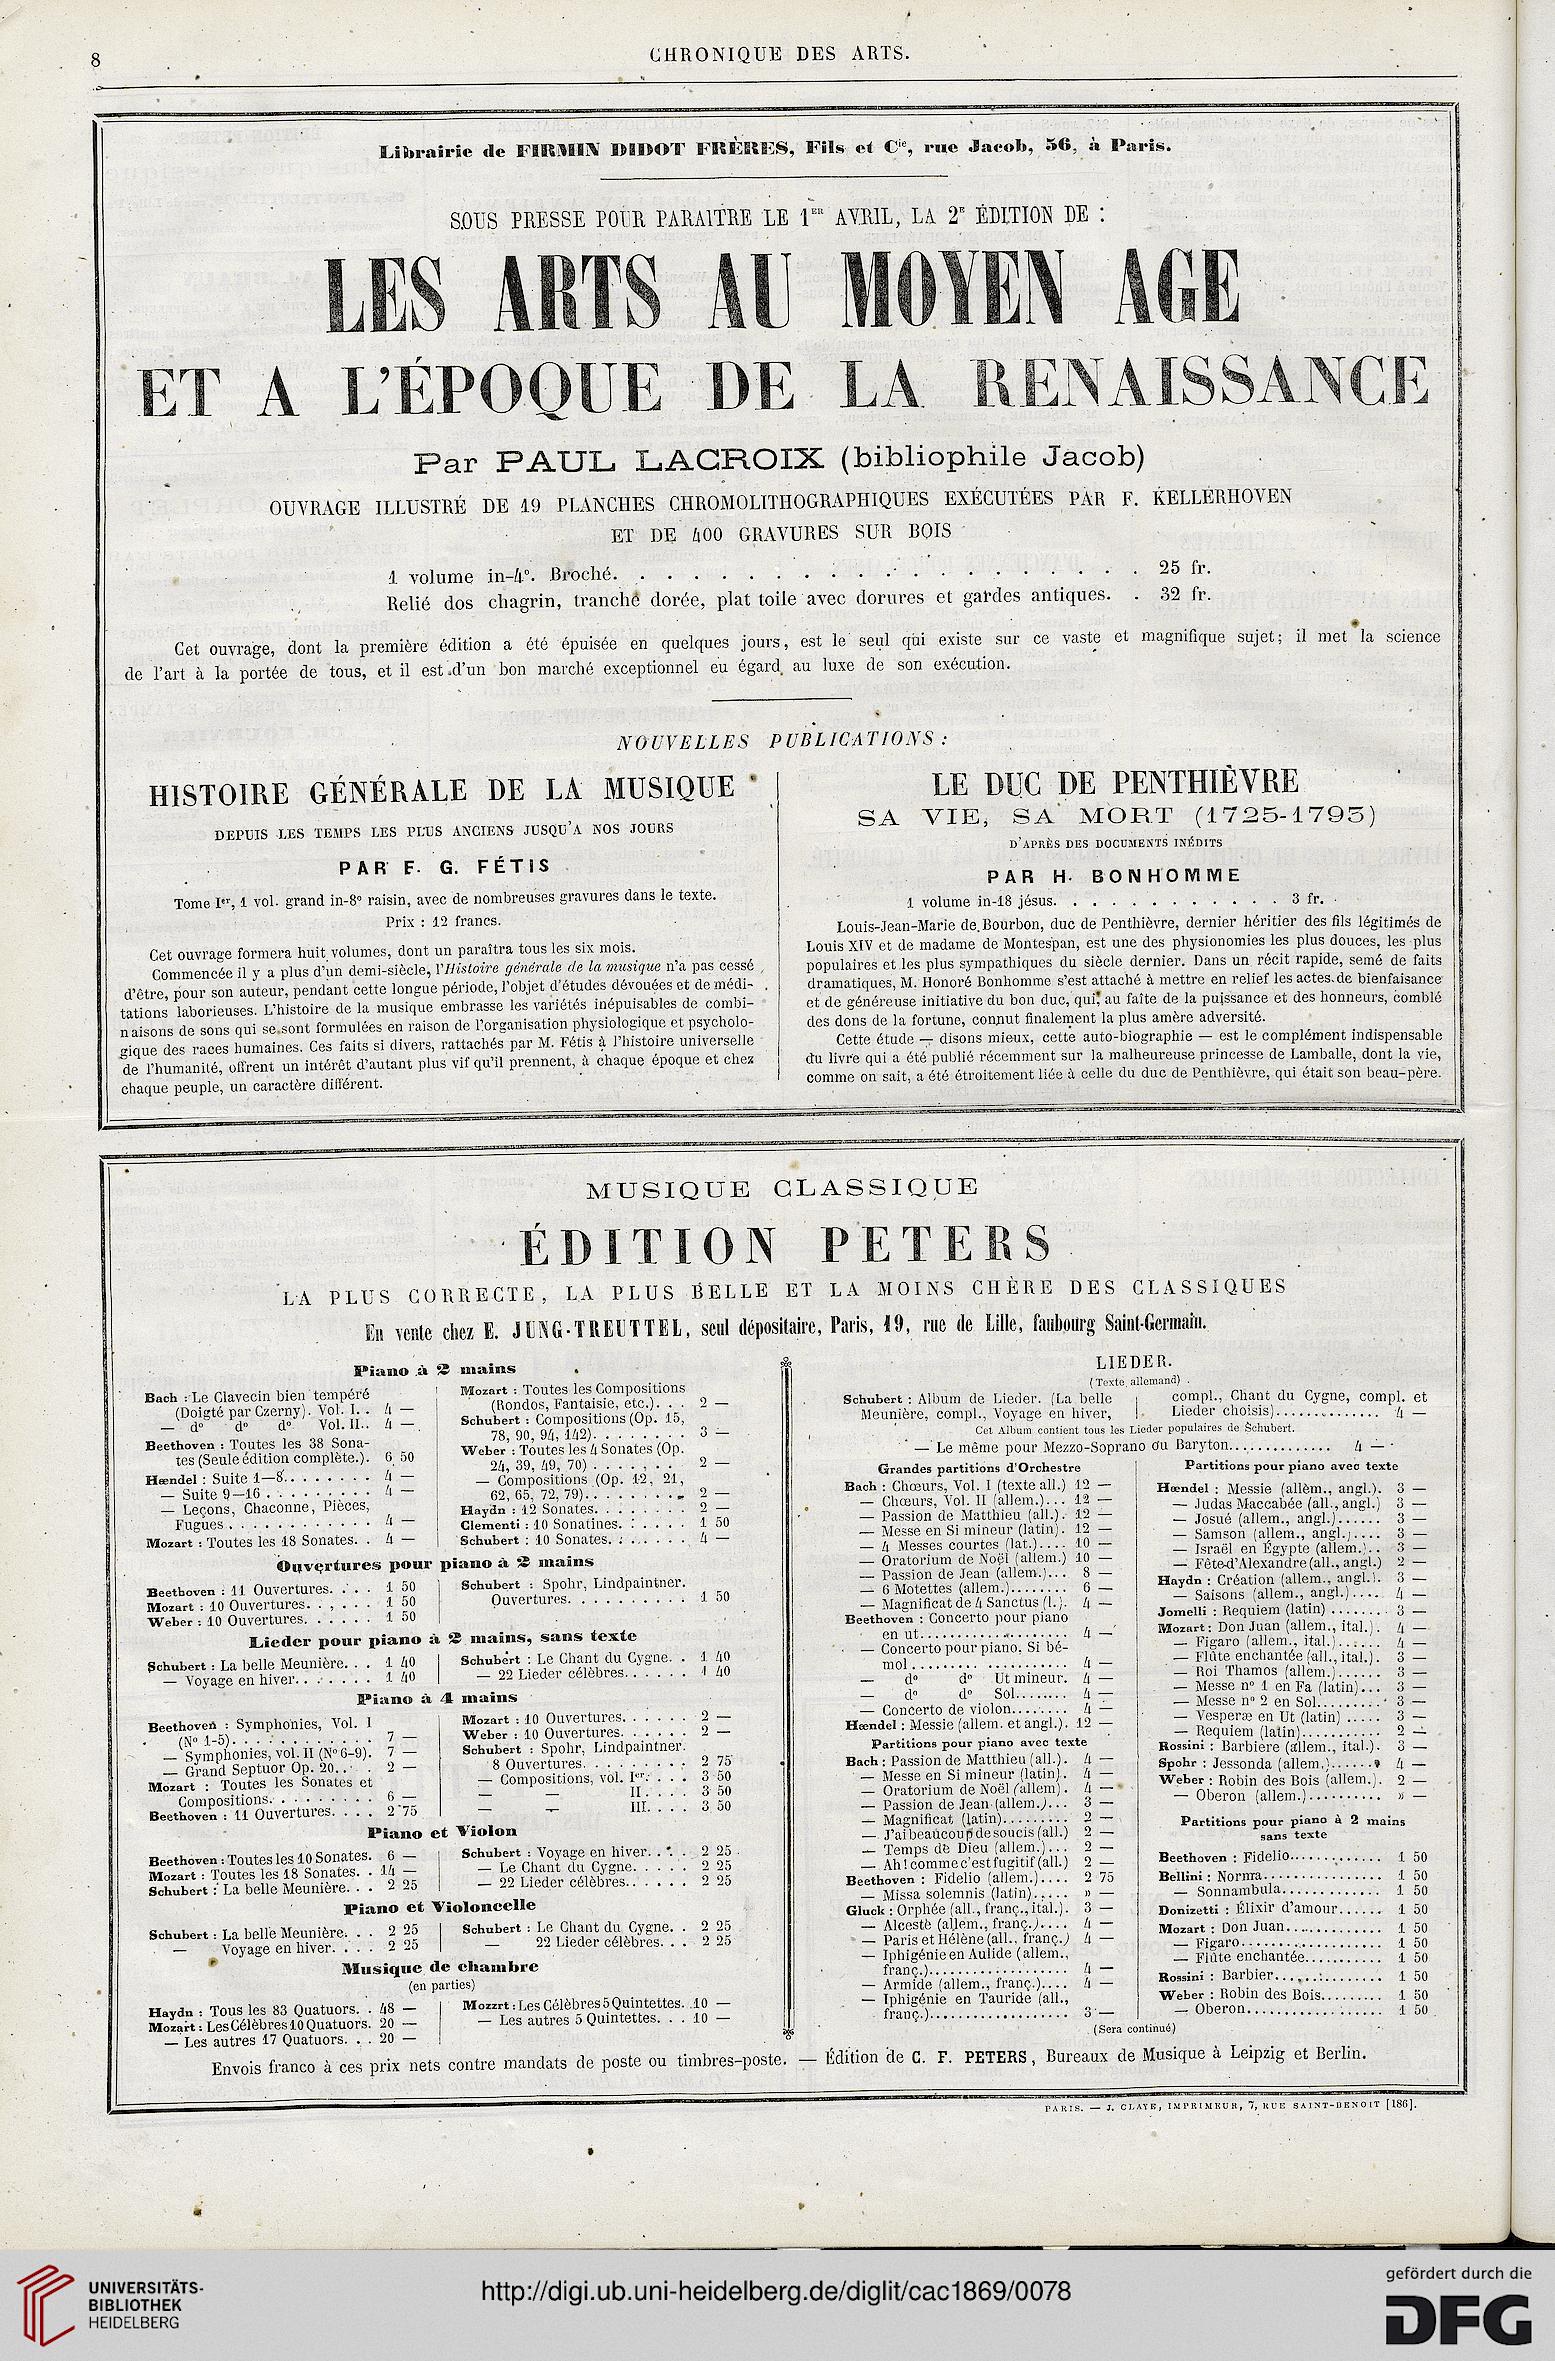 8
CHRONIQUE DES ARTS.
Librairie de FIRMIN DIDOT FRÈRES, Fils et Cie, rue Jacob, 56, à Paris.
SOUS PRESSE POUR PARAITRE LE 1ER AVRIL, LA 2E ÉDITION DE :
LES ARTS AU MOYEN AGE
ET A L'ÉPOQUE DE LA RENAISSANCE
Par PAUL LACROIX (bibliophile Jacob)
OUVRAGE ILLUSTRÉ DE 19 PLANCHES CHROMOLITHOGRAPHIQUES EXÉCUTÉES PAR F. KELLERHOVEN
ET DE 400 GRAVURES SUR BOIS
1 volume in-4°. Broché. . . . . . . . . . . . . . . . . . . . 25 fr.
Relié dos chagrin, tranche dorée, plat toile avec dorures et gardes antiques. . 32 fr.
Cet ouvrage, dont la première édition a été épuisée en quelques jours, est le seul qui existe sur ce vaste et magnifique sujet; il met la science
de l'art à la portée de tous, et il est d'un bon marché exceptionnel eu égard au luxe de son exécution.
NOUVELLES PUBLICATIONS :
HISTOIRE GÉNÉRALE DE LA MUSIQUE
DEPUIS LES TEMPS LES PLUS ANCIENS JUSQU'A NOS JOURS
PAR F. G. FÉTIS
Tome Ier, 1 vol. grand in-8° raisin, avec de nombreuses gravures dans le texte.
Prix : 12 francs.
Cet ouvrage formera huit volumes, dont un paraîtra tous les six mois.
Commencée il y a plus d'un demi-siècle, l'Histoire générale de la musique n'a pas cessé
d'être, pour son auteur, pendant cette longue période, l'objet d'études dévouées et de médi-
tations laborieuses. L'histoire de la musique embrasse les variétés inépuisables de combi-
naisons de sons qui se sont formulées en raison de l'organisation physiologique et psycholo-
gique des races humaines. Ces faits si divers, rattachés par M. Fétis à l'histoire universelle
de l'humanité, offrent un intérêt d'autant plus vif qu'il prennent, à chaque époque et chez
chaque peuple, un caractère différent.
LE DUC DE PENTHIÈVRE
SA VIE, SA MORT (1725-1793)
D'APRÈS DES DOCUMENTS INÉDITS
PAR H. BONHOMME
1 volume in-18 jésus. . . . . . . . . . . . 3 fr.
Louis-Jean-Marie de Bourbon, duc de Penthièvre, dernier héritier des fils légitimés de
Louis XIV et de madame de Montespan, est une des physionomies les plus douces, les plus
populaires et les plus sympathiques du siècle dernier. Dans un récit rapide, semé de faits
dramatiques, M. Honoré Bonhomme s'est attaché à mettre en relief les actes de bienfaisance
et de généreuse initiative du bon duc, qui, au faîte de la puissance et des honneurs, comblé
des dons de la fortune, connut finalement la plus amère adversité.
Cette étude — disons mieux, cette auto-biographie — est le complément indispensable
du livre qui a été publié récemment sur la malheureuse princesse de Lamballe, dont la vie,
comme on sait, a été étroitement liée à celle du duc de Penthièvre, qui était son beau-père.
MUSIQUE CLASSIQUE
ÉDITION PETERS
LA PLUS CORRECTE, LA PLUS BELLE ET LA MOINS CHÈRE DES CLASSIQUES
En vente chez E. JUNG-TREUTTEL, seul dépositaire, Paris, 19, rue de Lille, faubourg Saint-Germain.
Piano à 2 mains
Bach : Le Clavecin bien tempéré
(Doigté par Czerny). Vol. I. . 4 —
— d° d° d° Vol. II.. 4 —
Beethoven : Toutes les 38 Sona-
tes (Seule édition complète.). 6 50
Hændel : Suite 1—8. . . . . . . . 4 —
— Suite 9—16 . . . . . . . . . 4 —
— Leçons, Chaconne, Pièces,
Fugues . . . . . . . . . . . . 4 —
Mozart : Toutes les 18 Sonates. . 4 —
Mozart : Toutes les Compositions
(Rondos, Fantaisie, etc.). . . 2 —
Schubert : Compositions (Op. 15,
78, 90, 94, 142). . . . . . . . 3 —
Weber : Toutes les 4 Sonates (Op.
24, 39, 49, 70) . . . . . . . 2 —
— Compositions (Op. 12, 21,
62, 65, 72, 79). . . . . . . . . 2 —
Haydn : 12 Sonates. . . . . . . . 2 —
Clementi : 10 Sonatines. . . . . . 1 50
Schubert : 10 Sonates. . . . . . . 4 —
Ouvertures pour piano à 2 mains
Beethoven : 11 Ouvertures. . . . 1 50
Mozart : 10 Ouvertures. . . . . 1 50
Weber : 10 Ouvertures. . . . . . 1 50
Schubert : Spohr, Lindpaintner.
Ouvertures. . . . . . . . . . 1 50
Lieder pour piano à 2 mains, sans texte
Schubert : La belle Meunière. . . 1 40
— Voyage en hiver. . . . . . . 1 40
Schubert : Le Chant du Cygne. . 1 40
— 22 Lieder célèbres. . . . . . 1 40
Piano à 4 mains
Beethoven : Symphonies, Vol. I
(N° 1-5). . . . . . . . . . . . 7 —
— Symphonies, vol. II (N° 6-9). 7 —
— Grand Septuor Op. 20. . . . 2 —
Mozart : Toutes les Sonates et
Compositions. . . . . . . . . 6 —
Beethoven : 11 Ouvertures. . . . 2 75
Mozart : 10 Ouvertures. . . . . . 2 —
Weber : 10 Ouvertures. . . . . . 2 —
Schubert : Spohr, Lindpaintner.
8 Ouvertures. . . . . . . . . 2 75
— Compositions, vol. Ier. . . . 3 50
— — II. . . . 3 50
— — III. . . . 3 50
Piano et Violon
Beethoven : Toutes les 10 Sonates. 6 —
Mozart : Toutes les 18 Sonates. . 14 —
Schubert : La belle Meunière. . . 2 25
Schubert : Voyage en hiver. . . . 2 25
— Le Chant du Cygne. . . . . 2 25
— 22 Lieder célèbres. . . . . . 2 25
Piano et Violoncelle
Schubert : La belle Meunière. . . 2 25
— Voyage en hiver. . . . 2 25
Schubert : Le Chant du Cygne. . 2 25
— 22 Lieder célèbres. . . 2 25
Musique de chambre
(en parties)
Haydn : Tous les 83 Quatuors. . 48 —
Mozart : Les Célèbres 10 Quatuors. 20 —
— Les autres 17 Quatuors. . . 20 —
Mozzrt : Les Célèbres 5 Quintettes. .10 —
— Les autres 5 Quintettes. . . 10 —
LIEDER.
(Texte allemand)
Schubert : Album de Lieder. (La belle
Meunière, compl., Voyage en hiver,
compl., Chant du Cygne, compl. et
Lieder choisis). . . . . . . . . . . . . 4 —
Cet Album contient tous les Lieder populaires de Schubert.
— Le même pour Mezzo-Soprano ou Baryton. . . . . . . . . . . . . 4 —
Grandes partitions d'Orchestre
Bach : Chœurs, Vol. I (texte all.) 12 —
— Chœurs, Vol. II (allem.). . . 12 —
— Passion de Matthieu (all.). 12 —
— Messe en Si mineur (latin). 12 —
— 4 Messes courtes (lat.). . . . 10 —
— Oratorium de Noël (allem.) 10 —
— Passion de Jean (allem.). . . 8 —
— 6 Motettes (allem.). . . . . . . . 6 —
— Magnificat de 4 Sanctus (l.). 4 —
Beethoven : Concerto pour piano
en ut. . . . . . . . . . . . . . . . . . 4 —
— Concerto pour piano, Si bé-
mol . . . . . . . . . . . . . . . . . 4 —
— d° d° Ut mineur. 4 —
— d° d° Sol. . . . . . . . 4 —
— Concerto de violon. . . . . . . . 4 —
Hændel : Messie (allem. et angl.). 12 —
Partitions pour piano avec texte
Bach : Passion de Matthieu (all.). 4 —
— Messe en Si mineur (latin). 4 —
— Oratorium de Noël (allem). 4 —
— Passion de Jean (allem.). . . 3 —
— Magnificat (latin). . . . . . . . . 2 —
— J'ai beaucoup de soucis (all.) 2 —
— Temps de Dieu (allem.). . . 2 —
— Ah! comme c'est fugitif (all.) 2 —
Beethoven : Fidelio (allem.). . . . 2 75
— Missa solemnis (latin). . . . . » —
Gluck : Orphée (all., franç., ital.). 3 —
— Alceste (allem., franç.). . . . 4 —
— Paris et Hélène (all., franç.) 4 —
— Iphigénie en Aulide (allem.,
franç.). . . . . . . . . . . . . . . . . . 4 —
— Armide (allem., franç.). . . . 4 —
— Iphigénie en Tauride (all.,
franç.). . . . . . . . . . . . . . . . . . 3 —
Partitions pour piano avec texte
Hændel : Messie (allem., angl.). 3 —
— Judas Maccabée (all., angl.) 3 —
— Josué (allem., angl.). . . . . . 3 —
— Samson (allem., angl.). . . . 3 —
— Israël en Égypte (allem.). . 3 —
— Fête d'Alexandre (all., angl.) 2 —
Haydn : Création (allem., angl.). 3 —
— Saisons (allem., angl.). . . . 4 —
Jomelli : Requiem (latin) . . . . . . . 3 —
Mozart : Don Juan (allem., ital.). 4 —
— Figaro (allem., ital.). . . . . . 4 —
— Flûte enchantée (all., ital.). 3 —
— Roi Thamos (allem.). . . . . . 3 —
— Messe n° 1 en Fa (latin). . . 3 —
— Messe n° 2 en Sol. . . . . . . . . 3 —
— Vesperæ en Ut (latin) . . . . . 3 —
— Requiem (latin). . . . . . . . . . 2 —
Rossini : Barbiere (allem., ital.). 3 —
Spohr : Jessonda (allem.). . . . . . 4 —
Weber : Robin des Bois (allem.). 2 —
— Oberon (allem.). . . . . . . . . . » —
Partitions pour piano à 2 mains
sans texte
Beethoven : Fidelio. . . . . . . . . . . . 1 50
Bellini : Norma. . . . . . . . . . . . . . . 1 50
— Sonnambula. . . . . . . . . . . . . 1 50
Donizetti : Élixir d'amour. . . . . . 1 50
Mozart : Don Juan. . . . . . . . . . . . . 1 50
— Figaro. . . . . . . . . . . . . . . . . . 1 50
— Flûte enchantée. . . . . . . . . . . 1 50
Rossini : Barbier. . . . . . . . . . . . . . 1 50
Weber : Robin des Bois. . . . . . . . . 1 50
— Oberon. . . . . . . . . . . . . . . . . . 1 50
(Sera continué)
Envois franco à ces prix nets contre mandats de poste ou timbres-poste. — Édition de C. F. PETERS, Bureaux de Musique à Leipzig et Berlin.
PARIS. — J. CLAYE, IMPRIMEUR, 7, RUE SAINT-BENOIT [186].
UNIVERSITÄTS-
BIBLIOTHEK
HEIDELBERG
http://digi.ub.uni-heidelberg.de/diglit/cac1869/0078
gefördert durch die
DFG